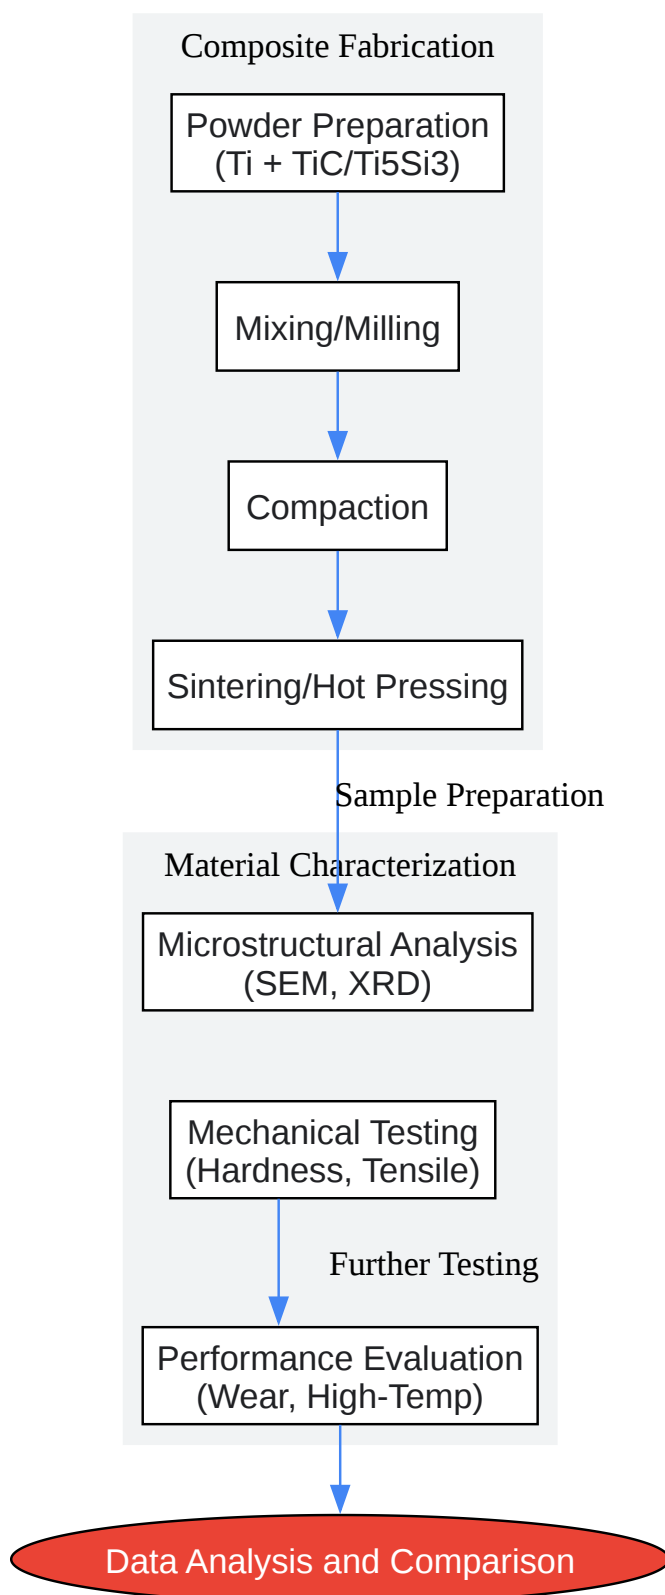 Composite Fabrication
Powder Preparation
(Ti + TiC/Ti5Si3)
Mixing/Milling
Compaction
Sintering/Hot Pressing
Sample Preparation
Material Characterization
Microstructural Analysis
(SEM, XRD)
Mechanical Testing
(Hardness, Tensile)
Further Testing
Performance Evaluation
(Wear, High-Temp)
Data Analysis and Comparison